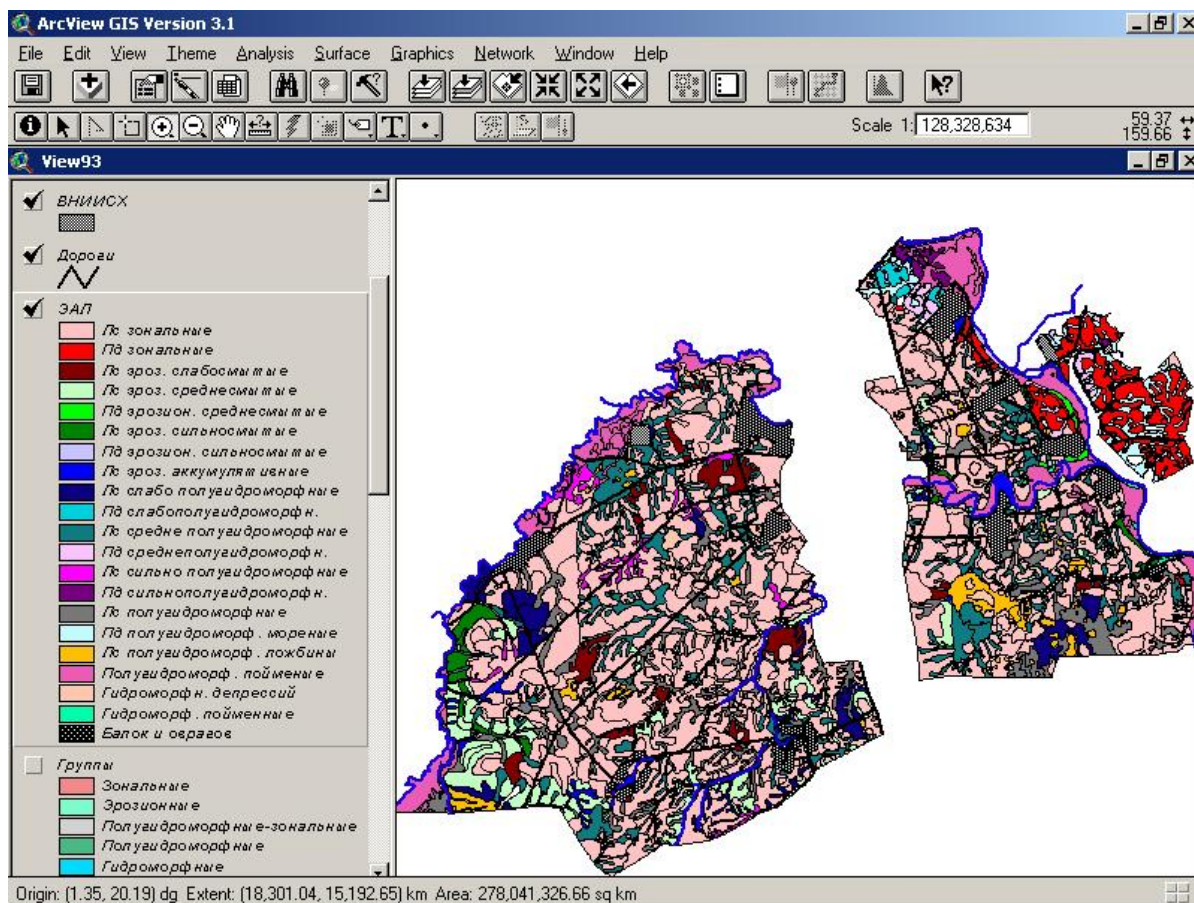 ArcView GIS Version 3.1
File Edit View Theme Analysis Surface Graphics Network Window Help
Scale 1: 128,328,634
59.37
159.66
View93
ВНИИСХ
Дороги
ЭАП
Лс зональные
Пд зональные
Лс эроз. слабосмытые
Лс эроз. среднесмытые
Пд эрозион. среднесмытые
Лс эроз. сильносмытые
Пд эрозион. сильносмытые
Лс эроз. аккумулятивные
Лс слабо полугидроморфные
Пд слабополугидроморфн.
Лс средне полугидроморфные
Пд среднеполугидроморфн.
Лс сильно полугидроморфные
Пд сильнополугидроморфн.
Лс полугидроморфные
Пд полугидроморф. мореные
Лс полугидроморф. ложбины
Полугидроморф. пойменые
Гидроморфн. депрессий
Гидроморф. пойменные
Балок и оврагов
Группы
Зональные
Эрозионные
Полугидроморфные-зональные
Полугидроморфные
Гидроморфные
Origin: (1.35, 20.19) dg Extent: (18,301.04, 15,192.65) km Area: 278,041,326.66 sq km